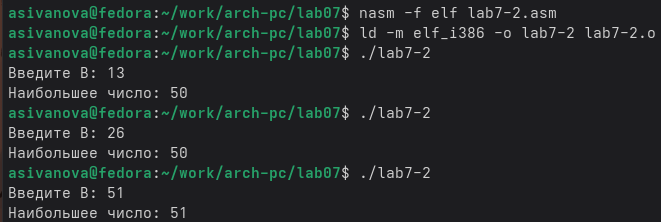 asivanova@fedora:~/work/arch-pc/lab07$ nasm -f elf lab7-2.asm
asivanova@fedora:~/work/arch-pc/lab07$ ld -m elf_i386 -o lab7-2 lab7-2.o
asivanova@fedora:~/work/arch-pc/lab07$ ./lab7-2
Введите B: 13
Наибольшее число: 50
asivanova@fedora:~/work/arch-pc/lab07$ ./lab7-2
Введите B: 26
Наибольшее число: 50
asivanova@fedora:~/work/arch-pc/lab07$ ./lab7-2
Введите B: 51
Наибольшее число: 51